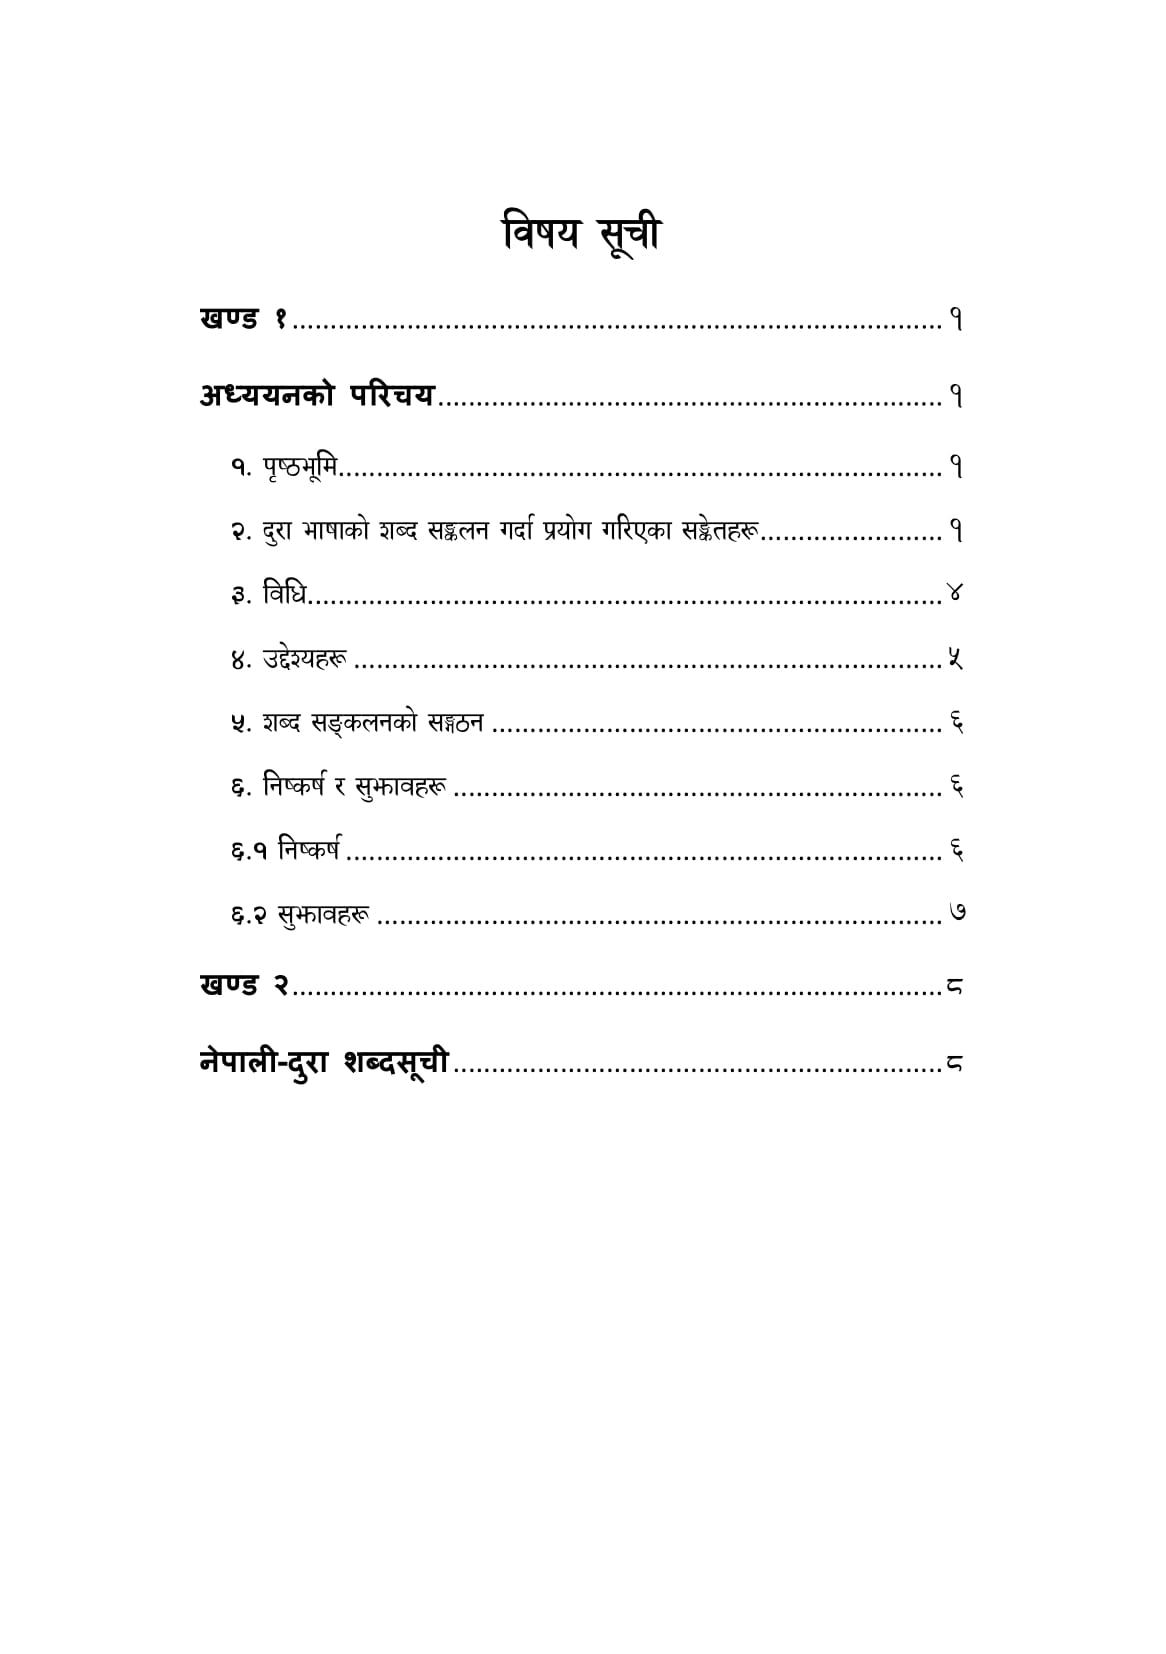 विषय सूची
खण्ड १........................................................................................ १
अध्ययनको परिचय.................................................................... १
१. पृष्ठभूमि................................................................................ १
२. दुरा भाषाको शब्द सङ्कलन गर्दा प्रयोग गरिएका सङ्केतहरू........................ १
३. विधि.................................................................................... ४
४. उद्देश्यहरू .............................................................................. ५
५. शब्द सङ्कलनको सङ्गठन ............................................................ ६
६. निष्कर्ष र सुझावहरू ................................................................. ६
६.१ निष्कर्ष ............................................................................... ६
६.२ सुझावहरू ........................................................................... ७
खण्ड २........................................................................................ ८
नेपाली-दुरा शब्दसूची.................................................................. ८